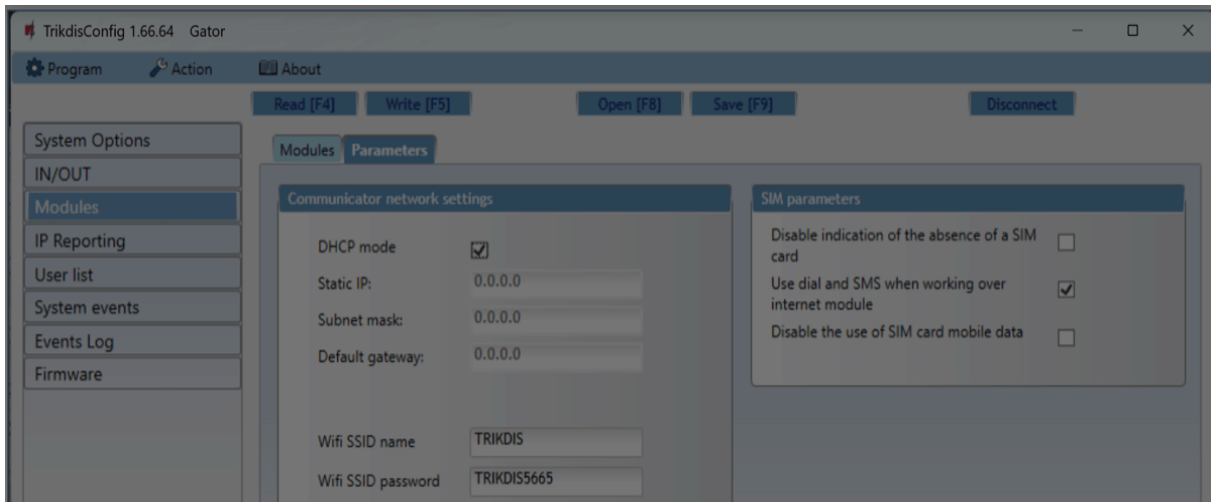 TrikdisConfig 1.66.64 Gator
Program Action About
Read [F4] Write [F5] Open [F8] Save [F9] Disconnect
System Options
IN/OUT
Modules
IP Reporting
User list
System events
Events Log
Firmware
Modules Parameters
Communicator network settings
DHCP mode
Static IP: 0.0.0.0
Subnet mask: 0.0.0.0
Default gateway: 0.0.0.0
Wifi SSID name TRIKDIS
Wifi SSID password TRIKDIS5665
SIM parameters
Disable indication of the absence of a SIM
card
Use dial and SMS when working over
internet module
Disable the use of SIM card mobile data